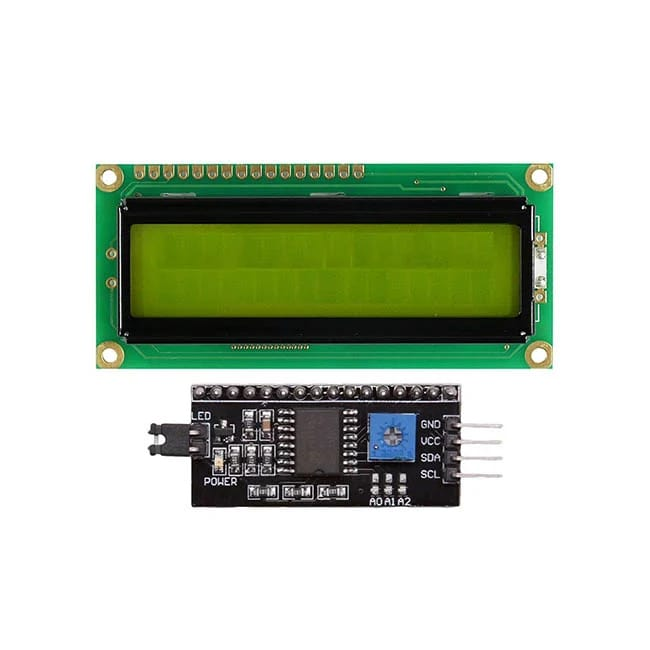 LED
GND
VCC
SDA
SCL
POWER
A0 A1 A2